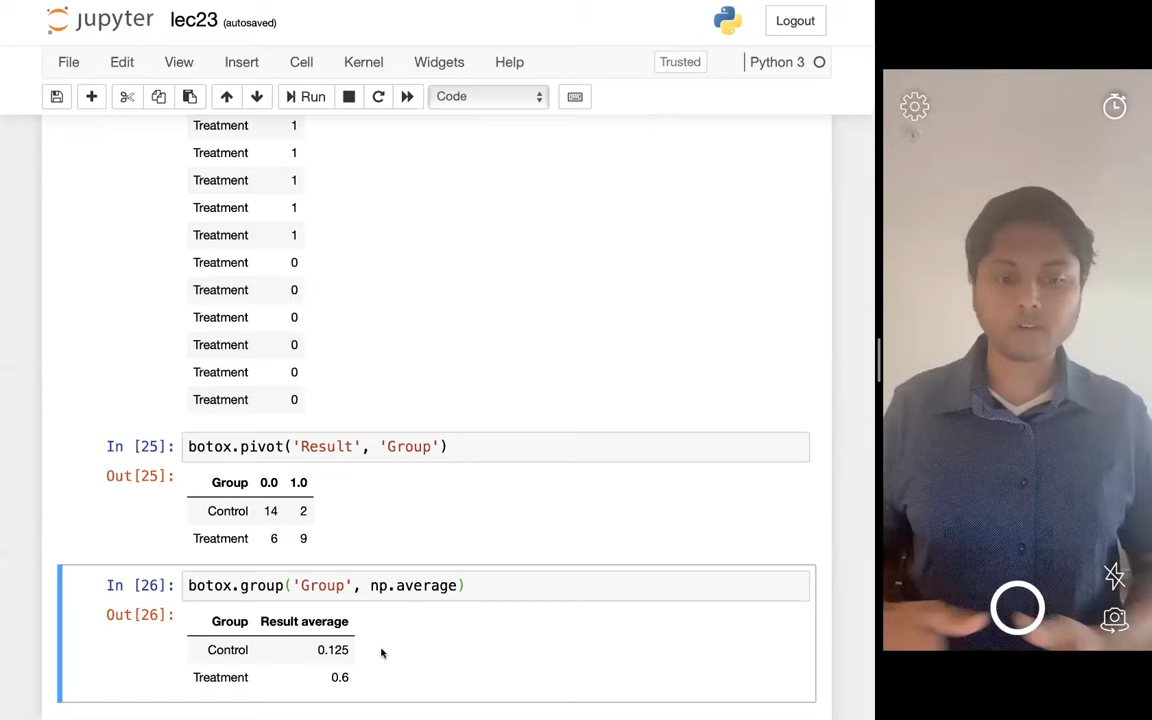 jupyter lec23 (autosaved)
Logout
File Edit View Insert Cell Kernel Widgets Help
Trusted
Python 3
Run
Code
Treatment 1
Treatment 1
Treatment 1
Treatment 1
Treatment 1
Treatment 0
Treatment 0
Treatment 0
Treatment 0
Treatment 0
Treatment 0
In [25]: botox.pivot('Result', 'Group')
Out[25]:
Group 0.0 1.0
Control 14 2
Treatment 6 9
In [26]: botox.group('Group', np.average)
Out[26]:
Group Result average
Control 0.125
Treatment 0.6